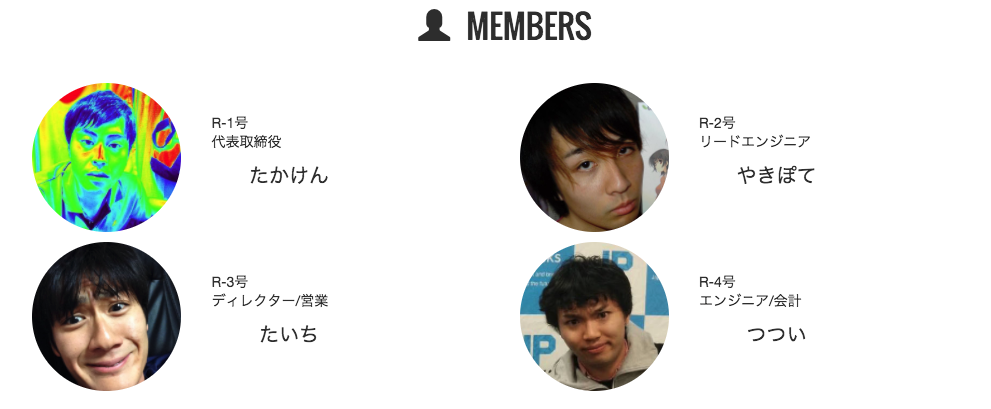 MEMBERS
R-1号
代表取締役
たかけん
R-2号
リードエンジニア
やきぽて
R-3号
ディレクター/営業
たいち
R-4号
エンジニア/会計
つつい